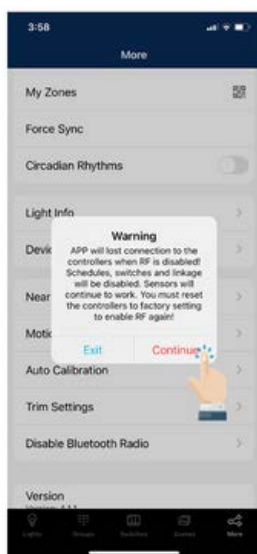 3:58
More
My Zones
Force Sync
Circadian Rhythms
Light Info
Warning
APP will lost connection to the
controllers when RF is disabled!
Schedules, switches and linkage
will be disabled. Sensors will
continue to work. You must reset
the controllers to factory setting
to enable RF again!
Devic
Near
Motio
Exit
Continue
Auto Calibration
Trim Settings
Disable Bluetooth Radio
Version
Lights
Groups
Switches
Scenes
More